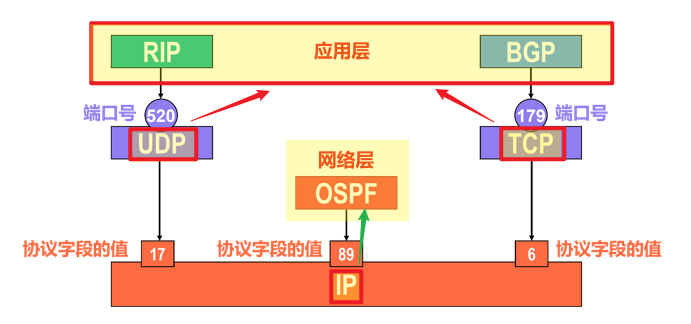 RIP
应用层
BGP
端口号
520
179
端口号
UDP
TCP
网络层
OSPF
协议字段的值
17
协议字段的值
89
6
协议字段的值
IP